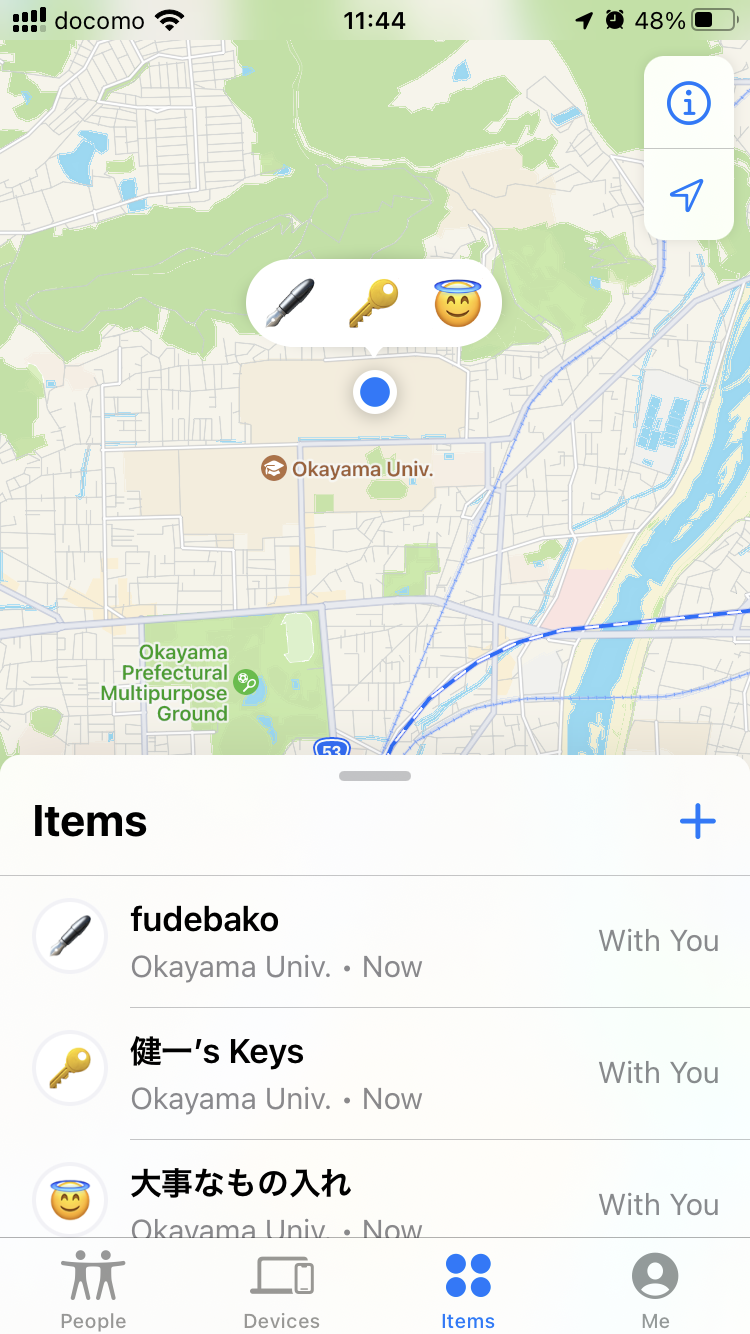 docomo 11:44 48%
Okayama Univ.
Okayama
Prefectural
Multipurpose
Ground
53
Items
fudebako
With You
Okayama Univ. • Now
健一’s Keys
With You
Okayama Univ. • Now
大事なもの入れ
With You
Okayama Univ. • Now
People Devices Items Me